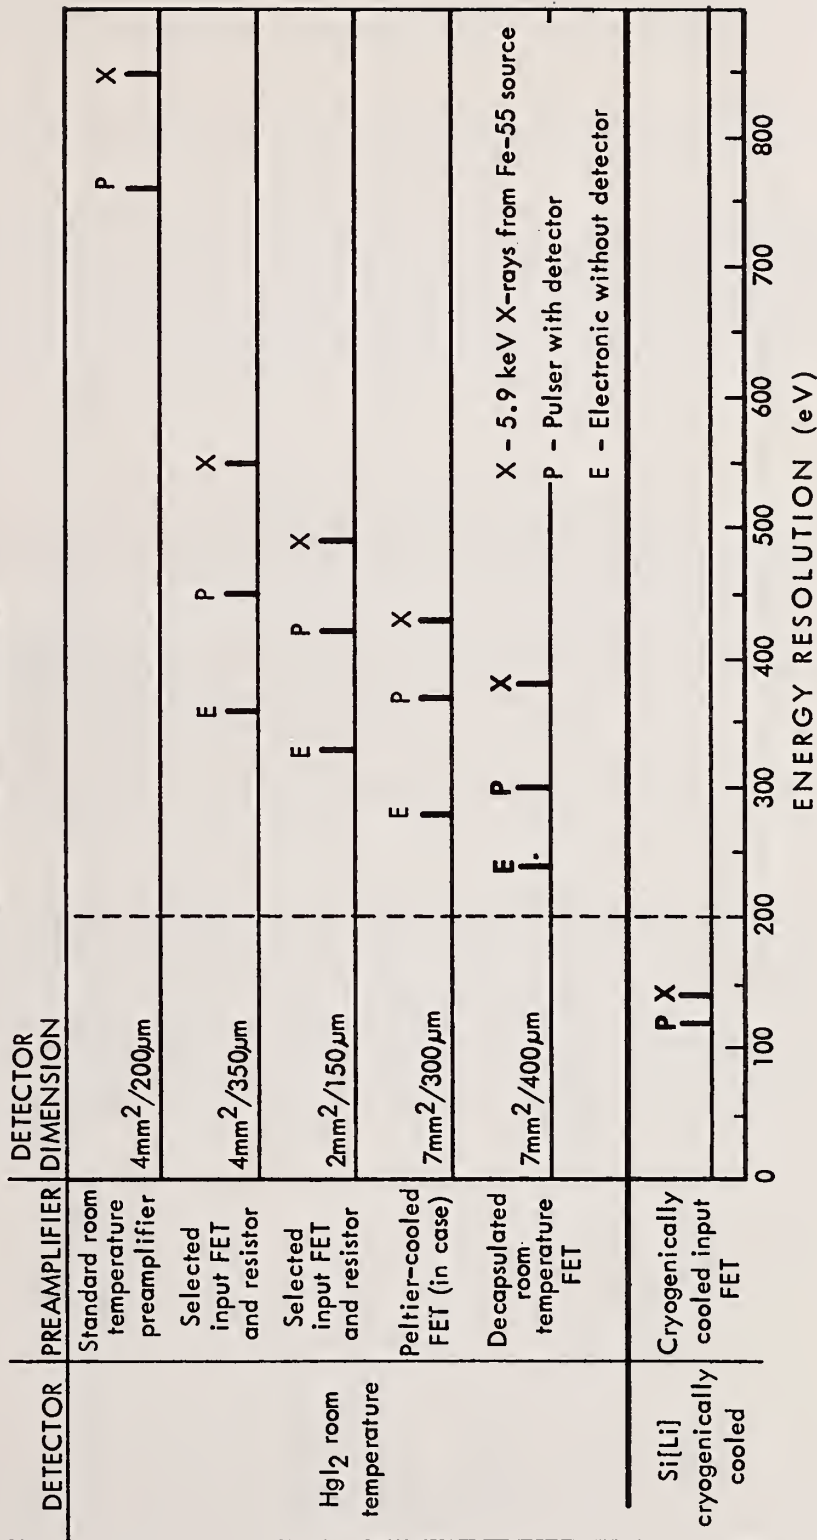 DETECTOR
PREAMPLIFIER
DETECTOR
DIMENSION
HgI2 room
temperature
Standard room
temperature
preamplifier
4mm²/200µm
P
X
Selected
input FET
and resistor
4mm²/350µm
E
P
X
Selected
input FET
and resistor
2mm²/150µm
E
P
X
Peltier-cooled
FET (in case)
7mm²/300µm
E
P
X
Decapsulated
room
temperature
FET
7mm²/400µm
E
P
X
X - 5.9 keV X-rays from Fe-55 source
P - Pulser with detector
E - Electronic without detector
Si[Li]
cryogenically
cooled
Cryogenically
cooled input
FET
P X
0 100 200 300 400 500 600 700 800
ENERGY RESOLUTION (eV)